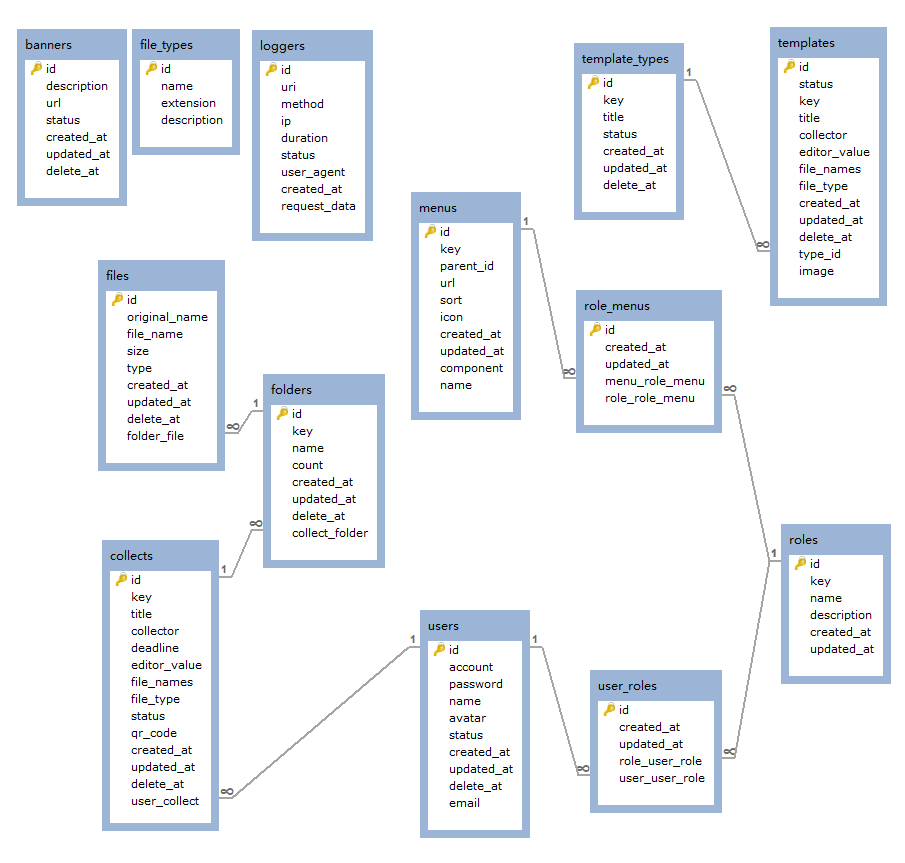 banners
id
description
url
status
created_at
updated_at
delete_at
file_types
id
name
extension
description
loggers
id
uri
method
ip
duration
status
user_agent
created_at
request_data
template_types
id
key
title
status
created_at
updated_at
delete_at
1
templates
id
status
key
title
collector
editor_value
file_names
file_type
created_at
updated_at
delete_at
type_id
image
∞
menus
id
key
parent_id
url
sort
icon
created_at
updated_at
component
name
1
role_menus
id
created_at
updated_at
menu_role_menu
role_role_menu
∞
∞
files
id
original_name
file_name
size
type
created_at
updated_at
delete_at
folder_file
∞
1
folders
id
key
name
count
created_at
updated_at
delete_at
collect_folder
∞
collects
id
key
title
collector
deadline
editor_value
file_names
file_type
status
qr_code
created_at
updated_at
delete_at
user_collect
1
∞
users
id
account
password
name
avatar
status
created_at
updated_at
delete_at
email
1
1
user_roles
id
created_at
updated_at
role_user_role
user_user_role
∞
∞
roles
id
key
name
description
created_at
updated_at
1